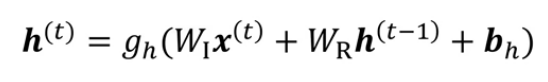 h^(t) = g_h(W_I x^(t) + W_R h^(t−1) + b_h)